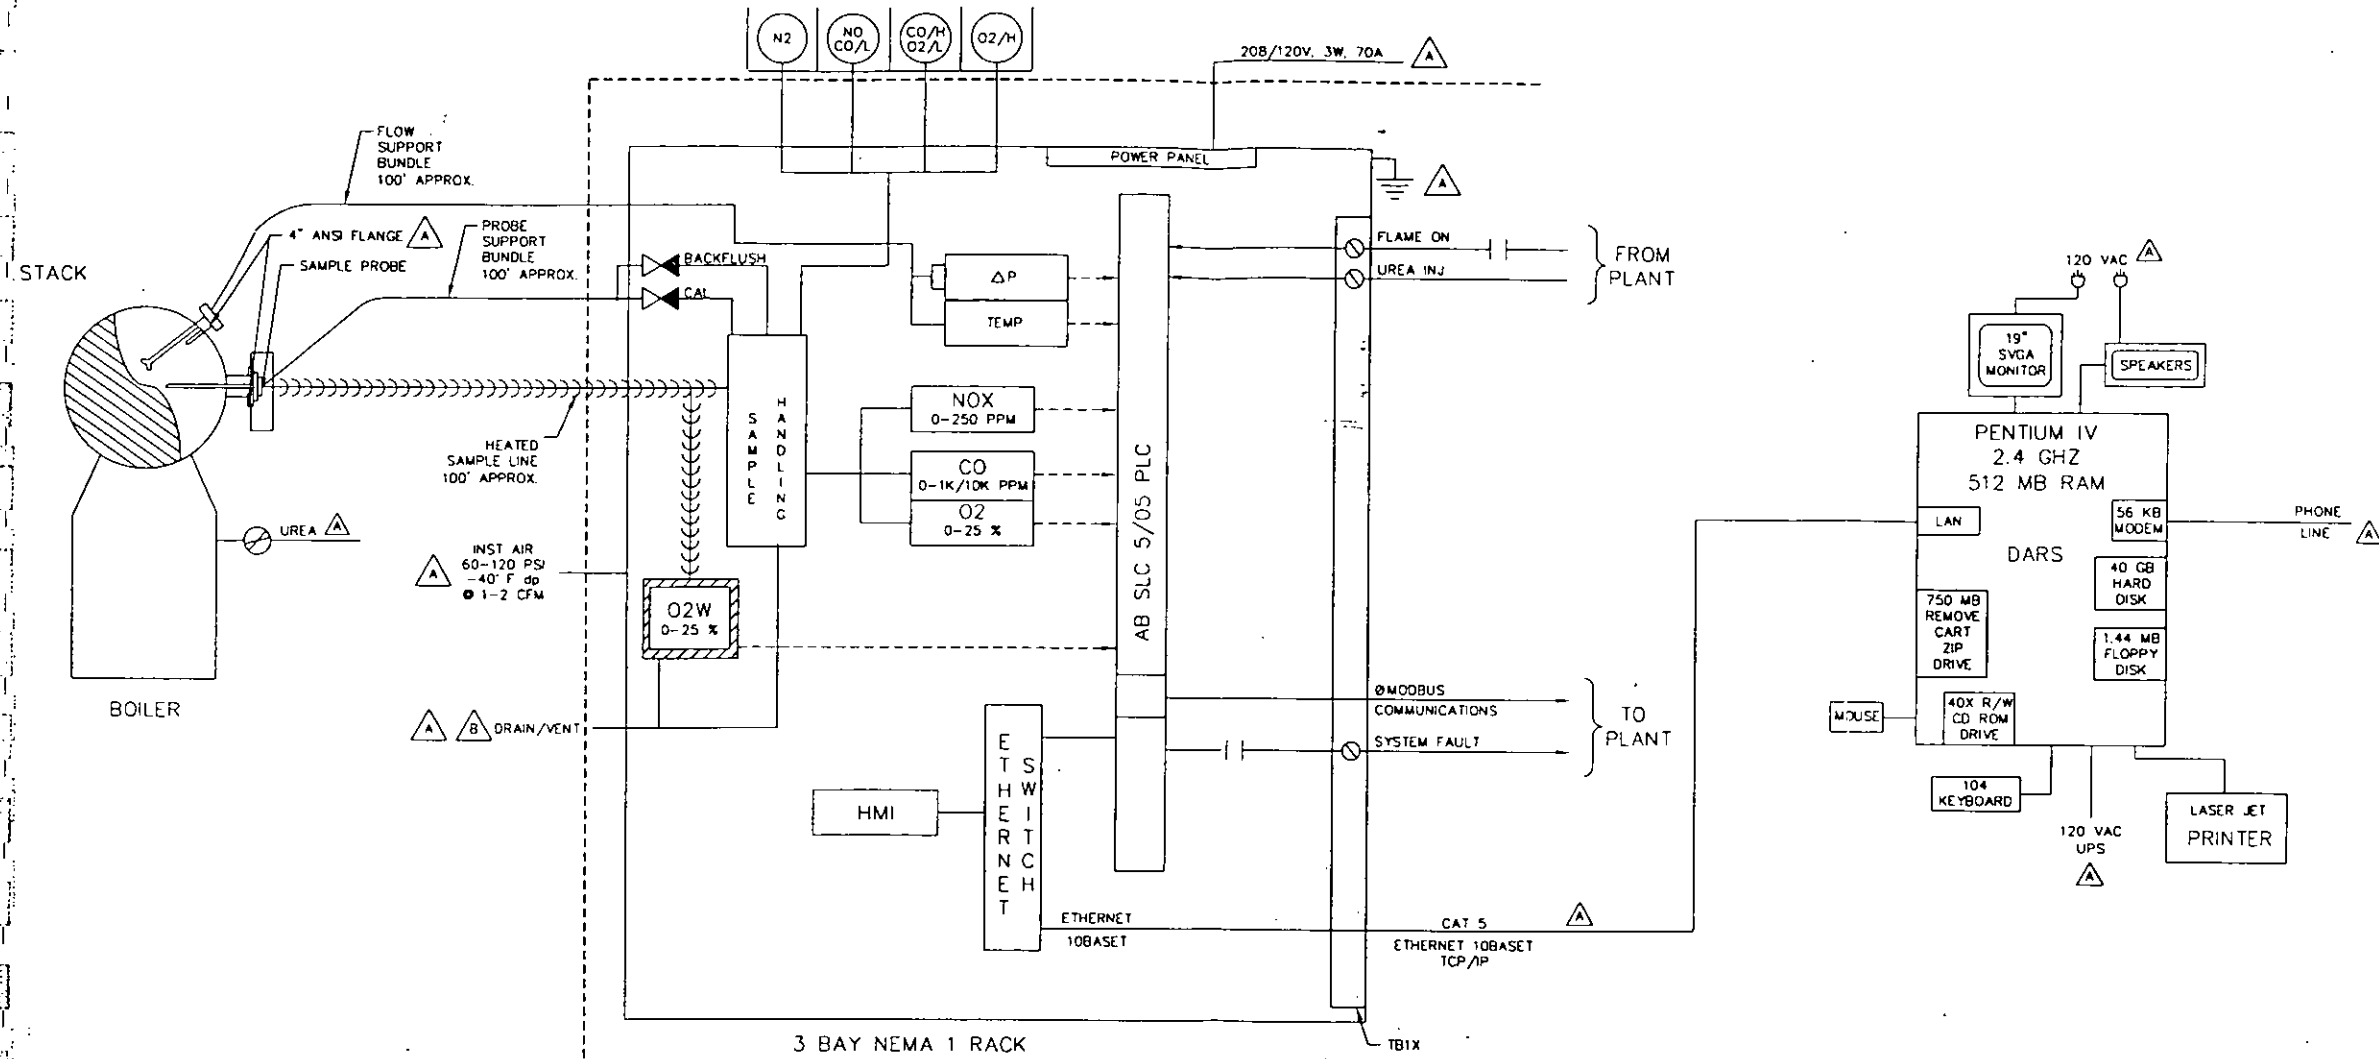 N2
NO
CO/L
CO/H
O2/L
O2/H
208/120V, 3W, 70A
A
POWER PANEL
A
FLOW
SUPPORT
BUNDLE
100' APPROX.
4" ANSI FLANGE
A
SAMPLE PROBE
PROBE
SUPPORT
BUNDLE
100' APPROX.
STACK
BACKFLUSH
CAL
ΔP
TEMP
FLAME ON
UREA INJ
FROM
PLANT
120 VAC
A
19"
SVGA
MONITOR
SPEAKERS
HEATED
SAMPLE LINE
100' APPROX.
SAMPLE
HANDLING
NOX
0-250 PPM
CO
0-1K/10K PPM
O2
0-25 %
AB SLC 5/05 PLC
PENTIUM IV
2.4 GHZ
512 MB RAM
LAN
56 KB
MODEM
PHONE
LINE
A
DARS
40 GB
HARD
DISK
750 MB
REMOVE
CART
ZIP
DRIVE
1.44 MB
FLOPPY
DISK
UREA
A
A
INST AIR
60-120 PSI
-40° F dp
@ 1-2 CFM
O2W
0-25 %
BOILER
A
B
DRAIN/VENT
ØMODBUS
COMMUNICATIONS
SYSTEM FAULT
TO
PLANT
MOUSE
40X R/W
CD ROM
DRIVE
104
KEYBOARD
120 VAC
UPS
A
LASER JET
PRINTER
HMI
ETHERNET
SWITCH
ETHERNET
10BASET
CAT 5
A
ETHERNET 10BASET
TCP/IP
3 BAY NEMA 1 RACK
TB1X